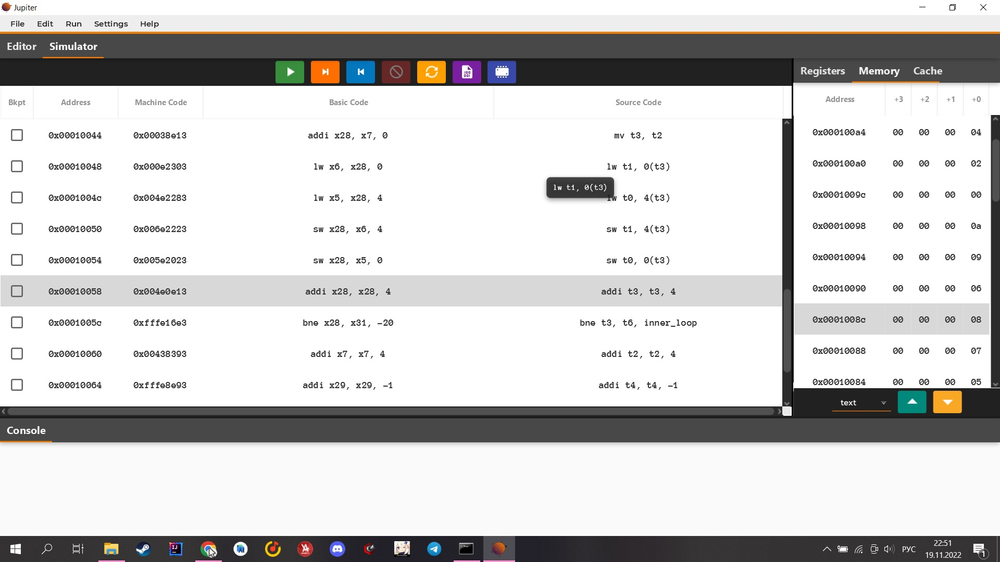 Jupiter
File Edit Run Settings Help
Editor Simulator
Registers Memory Cache
Bkpt Address Machine Code Basic Code Source Code
0x00010044 0x00038e13 addi x28, x7, 0 mv t3, t2
0x00010048 0x000e2303 lw x6, x28, 0 lw t1, 0(t3)
lw t1, 0(t3)
0x0001004c 0x004e2283 lw x5, x28, 4 lw t0, 4(t3)
0x00010050 0x006e2223 sw x28, x6, 4 sw t1, 4(t3)
0x00010054 0x005e2023 sw x28, x5, 0 sw t0, 0(t3)
0x00010058 0x004e0e13 addi x28, x28, 4 addi t3, t3, 4
0x0001005c 0xfffe16e3 bne x28, x31, -20 bne t3, t6, inner_loop
0x00010060 0x00438393 addi x7, x7, 4 addi t2, t2, 4
0x00010064 0xfffe8e93 addi x29, x29, -1 addi t4, t4, -1
Address +3 +2 +1 +0
0x000100a4 00 00 00 04
0x000100a0 00 00 00 02
0x0001009c 00 00 00 00
0x00010098 00 00 00 0a
0x00010094 00 00 00 09
0x00010090 00 00 00 06
0x0001008c 00 00 00 08
0x00010088 00 00 00 07
0x00010084 00 00 00 05
text
Console
РУС
22:51
19.11.2022
1